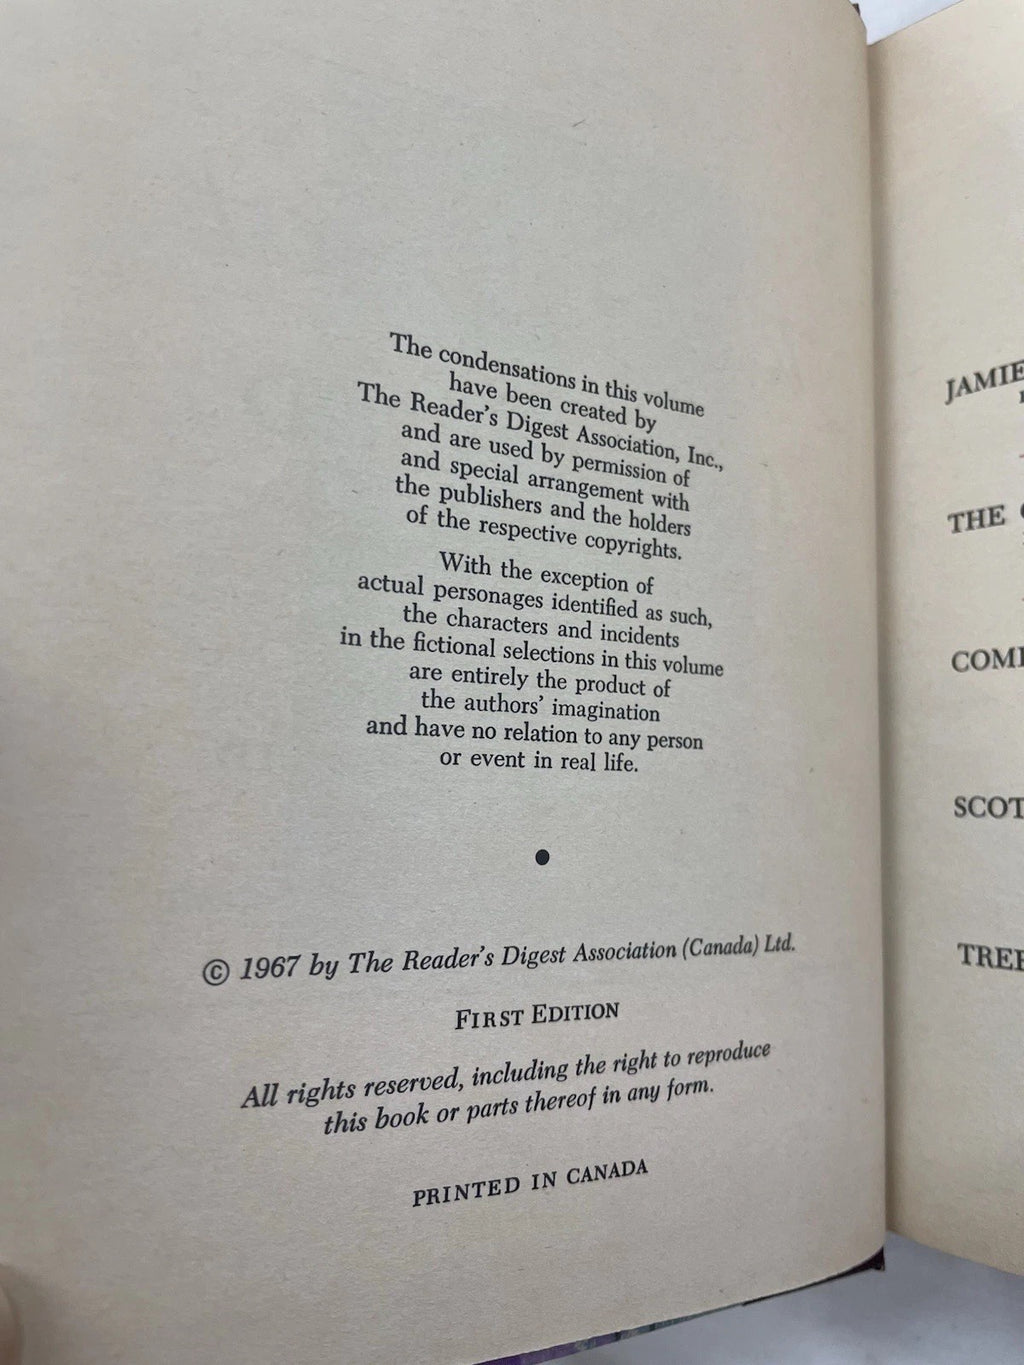 The condensations in this volume
have been created by
The Reader's Digest Association, Inc.,
and are used by permission of
and special arrangement with
the publishers and the holders
of the respective copyrights.
With the exception of
actual personages identified as such,
the characters and incidents
in the fictional selections in this volume
are entirely the product of
the authors' imagination
and have no relation to any person
or event in real life.
●
© 1967 by The Reader's Digest Association (Canada) Ltd.
FIRST EDITION
All rights reserved, including the right to reproduce
this book or parts thereof in any form.
PRINTED IN CANADA
JAMIE
THE